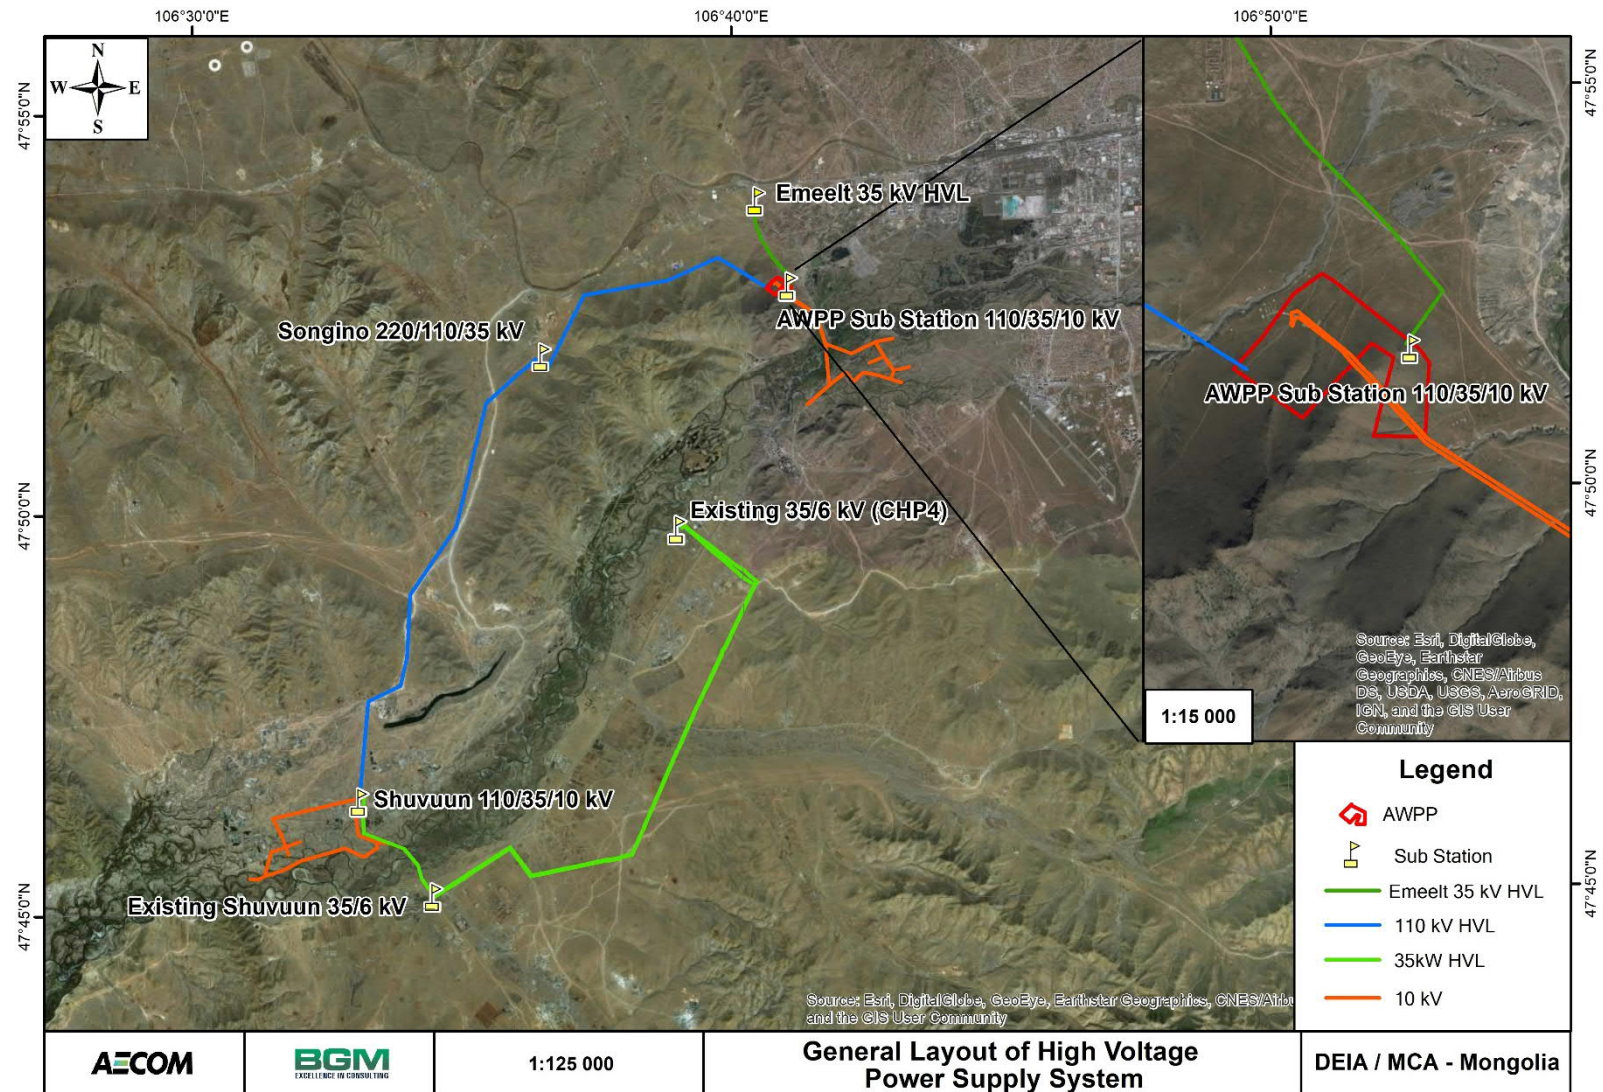 106°30'0"E
106°40'0"E
106°50'0"E
N
W E
S
47°55'0"N
47°55'0"N
Emeelt 35 kV HVL
AWPP Sub Station 110/35/10 kV
Songino 220/110/35 kV
AWPP Sub Station 110/35/10 kV
47°50'0"N
47°50'0"N
Existing 35/6 kV (CHP4)
Source: Esri, DigitalGlobe,
GeoEye, Earthstar
Geographics, CNES/Airbus
DS, USDA, USGS, AeroGRID,
IGN, and the GIS User
Community
1:15 000
Shuvuun 110/35/10 kV
Existing Shuvuun 35/6 kV
47°45'0"N
47°45'0"N
Legend
AWPP
Sub Station
Emeelt 35 kV HVL
110 kV HVL
35kW HVL
10 kV
Source: Esri, DigitalGlobe, GeoEye, Earthstar Geographics, CNES/Airbu
and the GIS User Community
AECOM
BGM
EXCELLENCE IN CONSULTING
1:125 000
General Layout of High Voltage
Power Supply System
DEIA / MCA - Mongolia